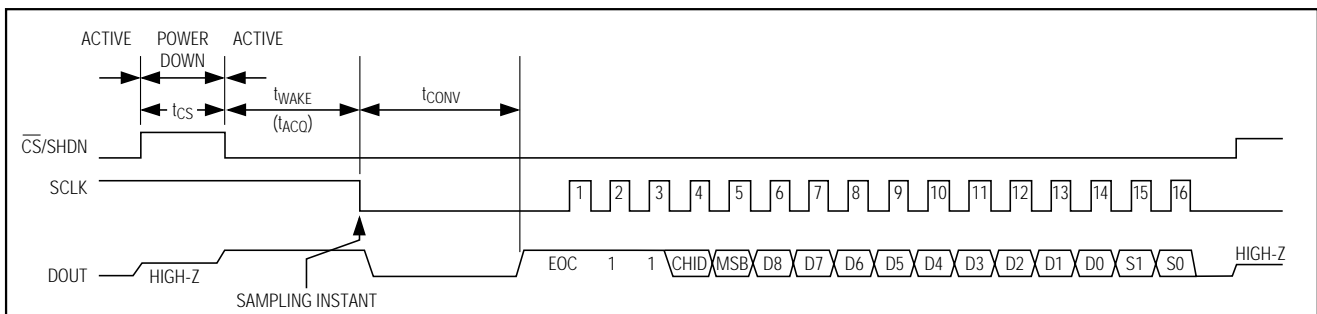 ACTIVE POWER DOWN ACTIVE
tCS
tWAKE
(tACQ)
tCONV
CS/SHDN
SCLK
1 2 3 4 5 6 7 8 9 10 11 12 13 14 15 16
DOUT
HIGH-Z
EOC 1 1 CHID MSB D8 D7 D6 D5 D4 D3 D2 D1 D0 S1 S0
HIGH-Z
SAMPLING INSTANT